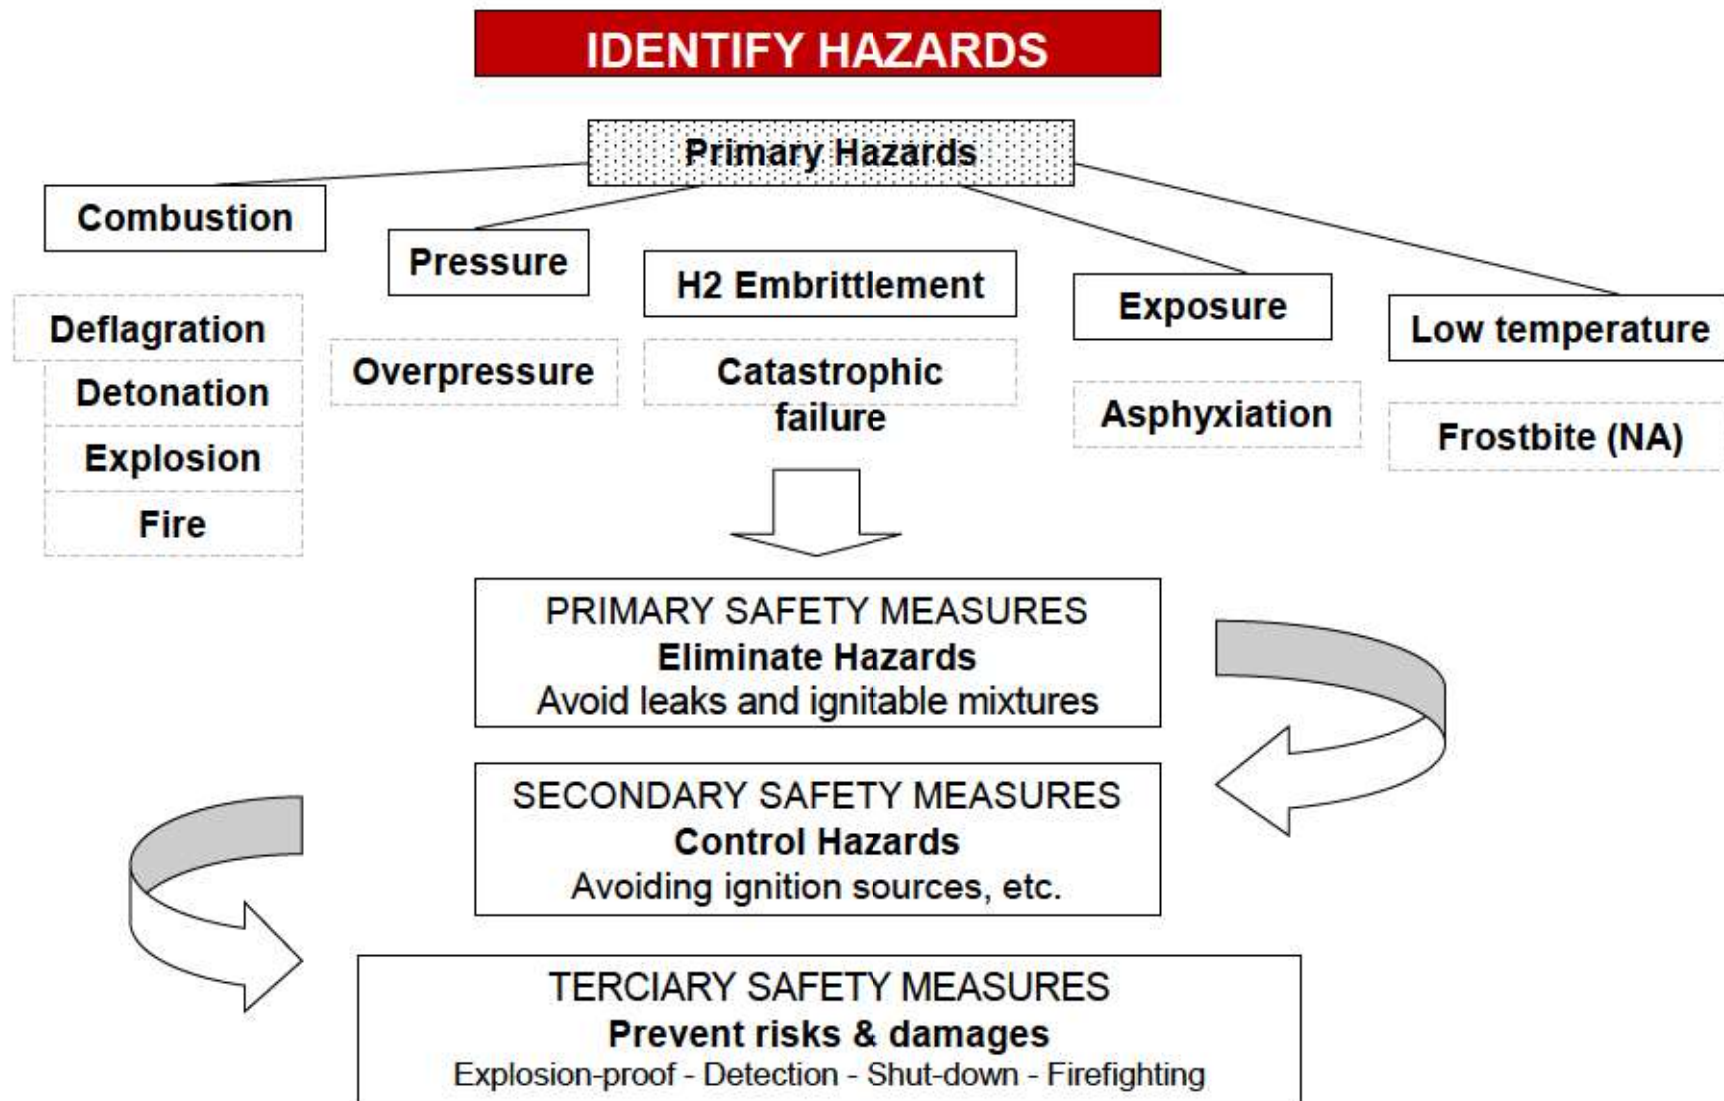 IDENTIFY HAZARDS
Primary Hazards
Combustion
Pressure
H2 Embrittlement
Exposure
Low temperature
Deflagration
Detonation
Explosion
Fire
Overpressure
Catastrophic
failure
Asphyxiation
Frostbite (NA)
PRIMARY SAFETY MEASURES
Eliminate Hazards
Avoid leaks and ignitable mixtures
SECONDARY SAFETY MEASURES
Control Hazards
Avoiding ignition sources, etc.
TERCIARY SAFETY MEASURES
Prevent risks & damages
Explosion-proof - Detection - Shut-down - Firefighting